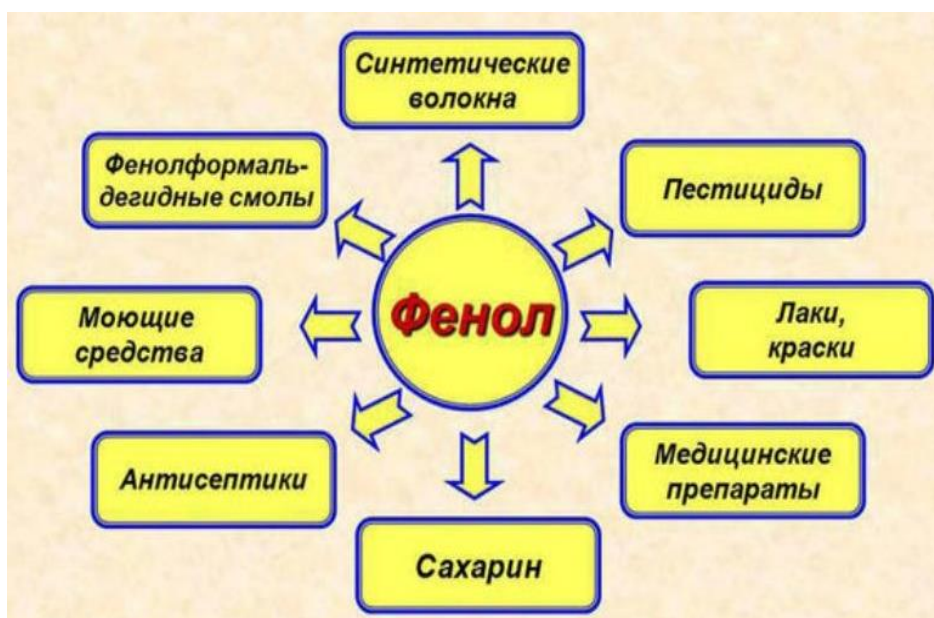 Синтетические
волокна
Фенолформаль-
дегидные смолы
Пестициды
Фенол
Моющие
средства
Лаки,
краски
Антисептики
Медицинские
препараты
Сахарин